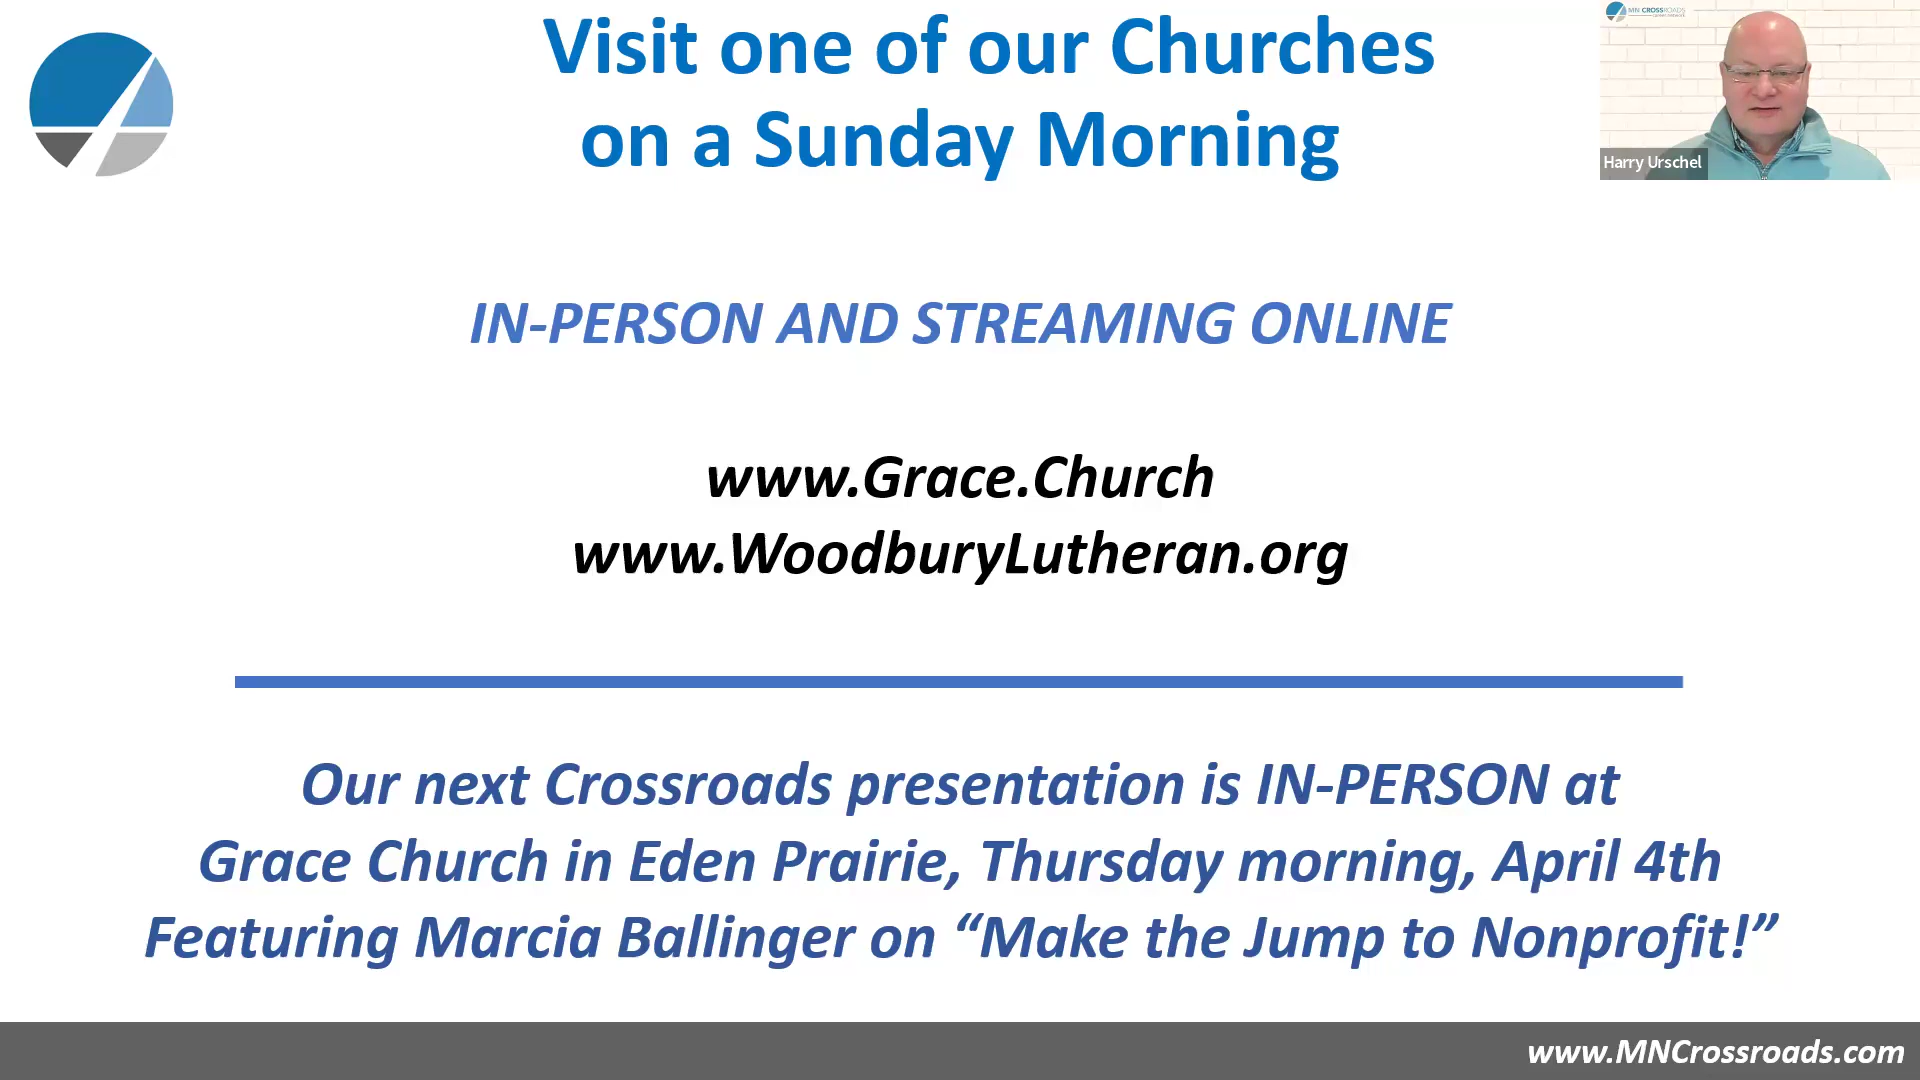 Visit one of our Churches
on a Sunday Morning
MN CROSSROADS
Harry Urschel
IN-PERSON AND STREAMING ONLINE
www.Grace.Church
www.WoodburyLutheran.org
Our next Crossroads presentation is IN-PERSON at
Grace Church in Eden Prairie, Thursday morning, April 4th
Featuring Marcia Ballinger on “Make the Jump to Nonprofit!”
www.MNCrossroads.com